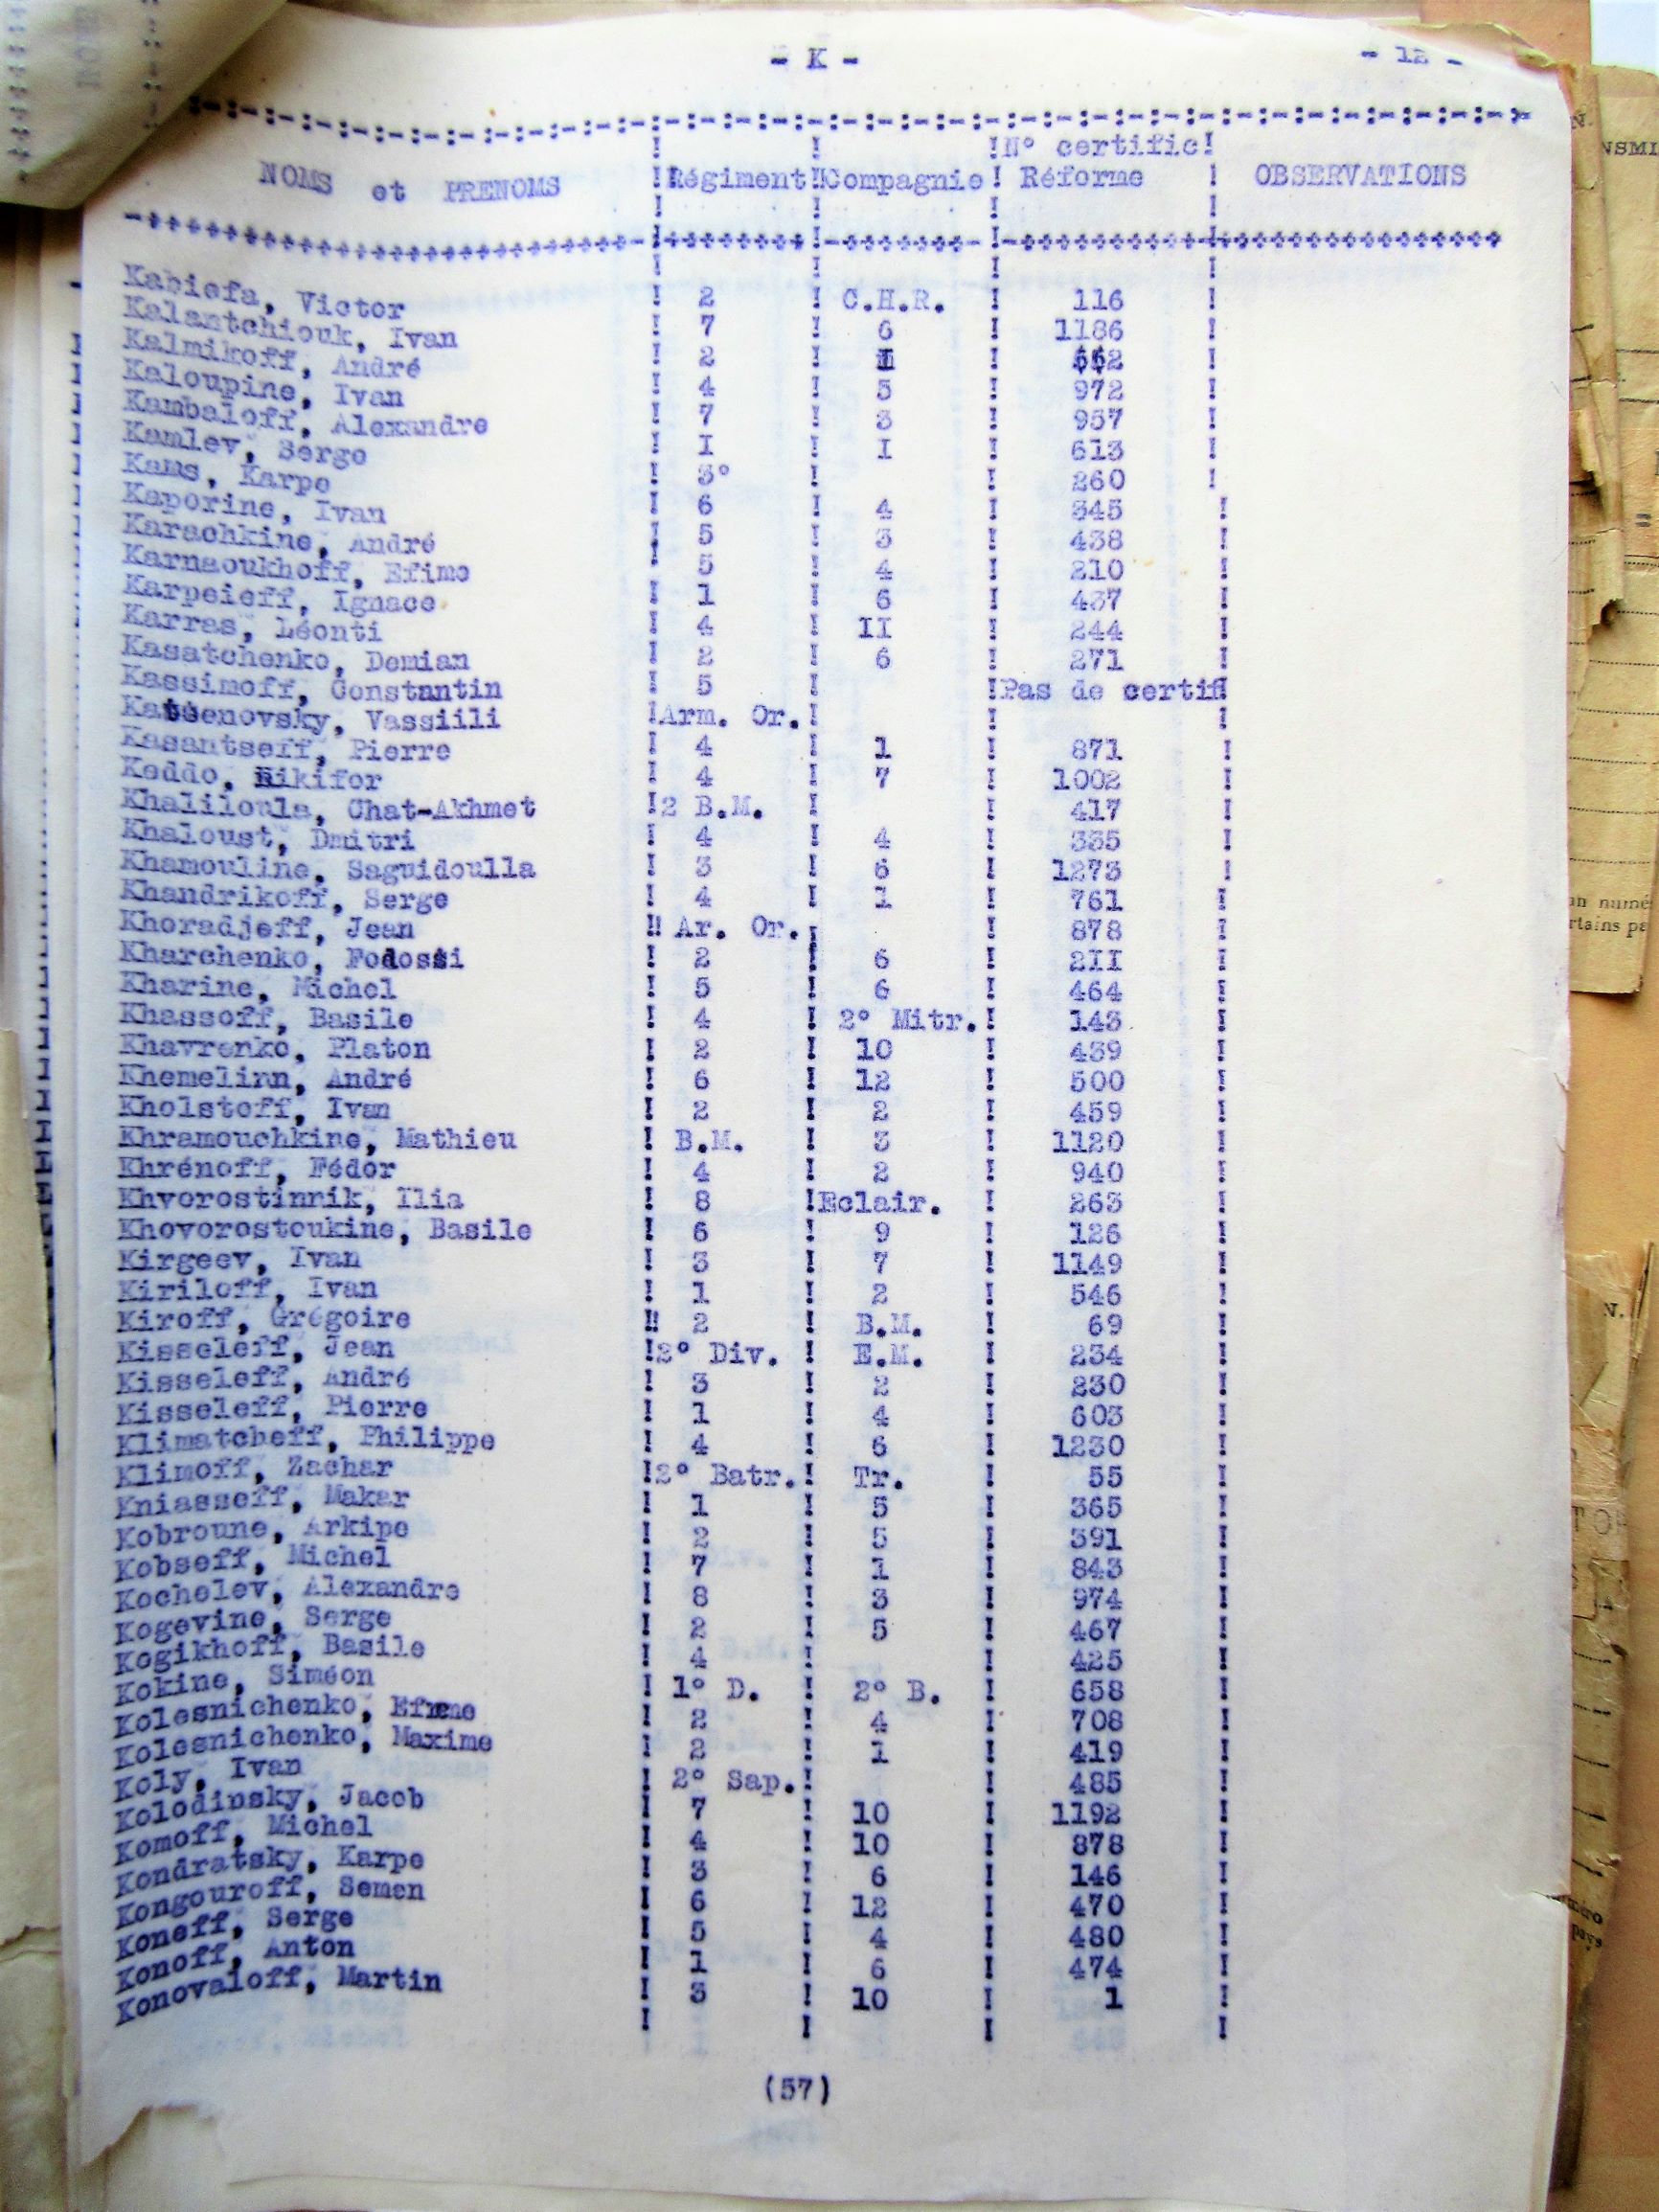 - K -
- 12 -
N° certific!
NOMS et PRENOMS !Régiment!!Compagnie! Réforme ! OBSERVATIONS
Kabiefa, Victor ! 2 ! C.H.R. ! 116 !
Kalantchiouk, Ivan ! 7 ! 6 ! 1186 !
Kalmikoff, André ! 2 ! ! !
Kaloupine, Ivan ! 4 ! 5 ! 972 !
Kambaloff, Alexandre ! 7 ! 3 ! 957 !
Kamlev, Serge ! I ! I ! 613 !
Kams, Karpe ! 3° ! ! 260 !
Kaporine, Ivan ! 6 ! 4 ! 345 !
Karachkine, André ! 5 ! 3 ! 438 !
Karnaoukhoff, Efime ! 5 ! 4 ! 210 !
Karpeieff, Ignace ! 1 ! 6 ! 437 !
Karras, Léonti ! 4 ! II ! 244 !
Kasatchenko, Demian ! 2 ! 6 ! 271 !
Kassimoff, Constantin ! 5 ! !Pas de certif!
Vassiili !Arm. Or.! ! !
Kasantseff, Pierre ! 4 ! 1 ! 871 !
Keddo, Nikifor ! 4 ! 7 ! 1002 !
Khaliloula, Chat-Akhmet !2 B.M. ! ! 417 !
Khaloust, Dmitri ! 4 ! 4 ! 335 !
Khamouline, Saguidoulla ! 3 ! 6 ! 1273 !
Khandrikoff, Serge ! 4 ! 1 ! 761 !
Khoradjeff, Jean !! Ar. Or.! ! 878 !
Kharchenko, Fedossi ! 2 ! 6 ! 2II !
Kharine, Michel ! 5 ! 6 ! 464 !
Khassoff, Basile ! 4 ! 2° Mitr.! 143 !
Khavrenko, Platon ! 2 ! 10 ! 439 !
Khemelinn, André ! 6 ! 12 ! 500 !
Kholstoff, Ivan ! 2 ! 2 ! 459 !
Khramouchkine, Mathieu ! B.M. ! 3 ! 1120 !
Khrénoff, Fédor ! 4 ! 2 ! 940 !
Khvorostinnik, Ilia ! 8 !Eclair. ! 263 !
Khovorostoukine, Basile ! 6 ! 9 ! 126 !
Kirgeev, Ivan ! 3 ! 7 ! 1149 !
Kiriloff, Ivan ! 1 ! 2 ! 546 !
Kiroff, Grégoire !! 2 ! B.M. ! 69 !
Kisseleff, Jean !2° Div. ! E.M. ! 234 !
Kisseleff, André ! 3 ! 2 ! 230 !
Kisseleff, Pierre ! 1 ! 4 ! 603 !
Klimatcheff, Philippe ! 4 ! 6 ! 1230 !
Klimoff, Zachar !2° Batr.! Tr. ! 55 !
Kniasseff, Makar ! 1 ! 5 ! 365 !
Kobroune, Arkipe ! 2 ! 5 ! 391 !
Kobseff, Michel ! 7 ! 1 ! 843 !
Kochelev, Alexandre ! 8 ! 3 ! 974 !
Kogevine, Serge ! 2 ! 5 ! 467 !
Kogikhoff, Basile ! 4 ! ! 425 !
Kokine, Siméon ! 1° D. ! 2° B. ! 658 !
Kolesnichenko, ! 2 ! 4 ! 708 !
Kolesnichenko, Maxime ! 2 ! 1 ! 419 !
Koly, Ivan ! 2° Sap.! ! 485 !
Kolodinsky, Jacob ! 7 ! 10 ! 1192 !
Komoff, Michel ! 4 ! 10 ! 878 !
Kondratsky, Karpe ! 3 ! 6 ! 146 !
Kongouroff, Semen ! 6 ! 12 ! 470 !
Koneff, Serge ! 5 ! 4 ! 480 !
Konoff, Anton ! 1 ! 6 ! 474 !
Konovaloff, Martin ! 3 ! 10 ! 1 !
(57)